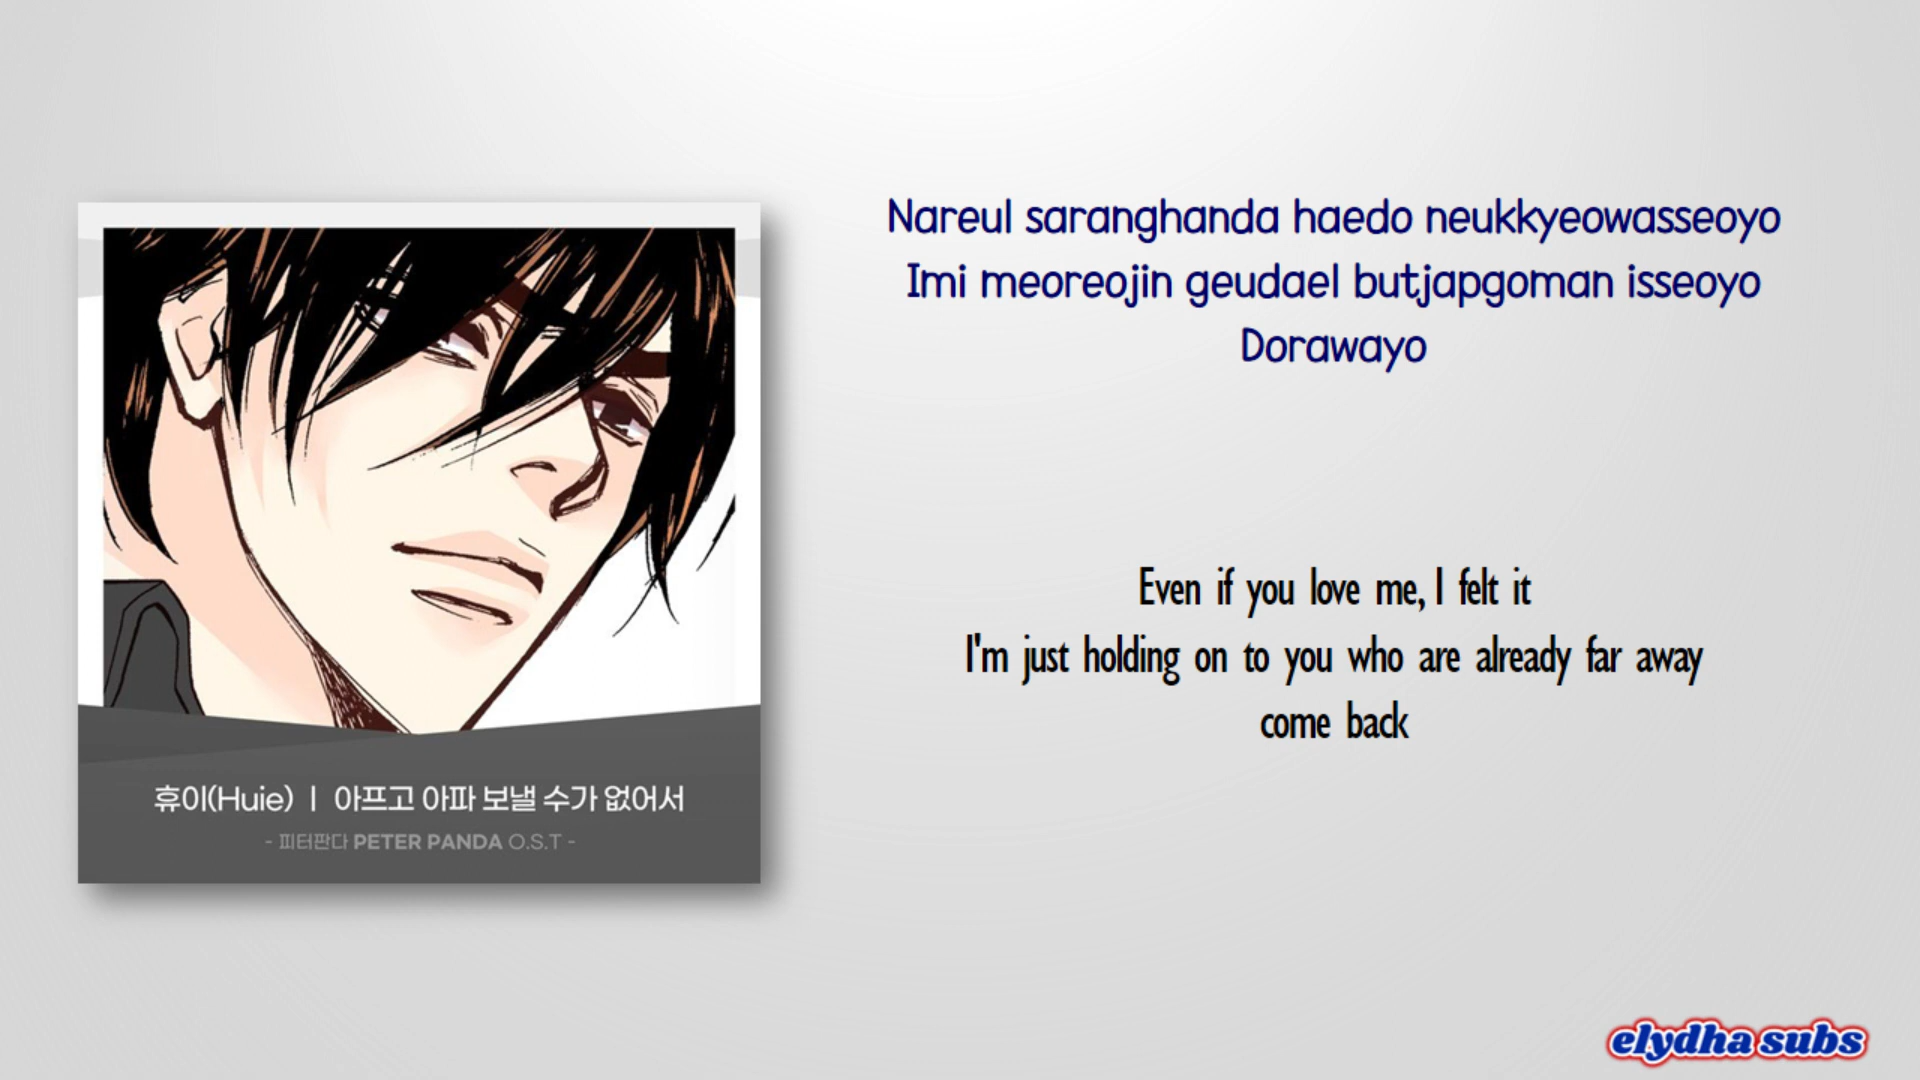 Nareul saranghanda haedo neukkyeowasseoyo
Imi meoreojin geudael butjapgoman isseoyo
Dorawayo
Even if you love me, I felt it
I'm just holding on to you who are already far away
come back
휴이(Huie) | 아프고 아파 보낼 수가 없어서
- 피터판다 PETER PANDA O.S.T -
elydha subs